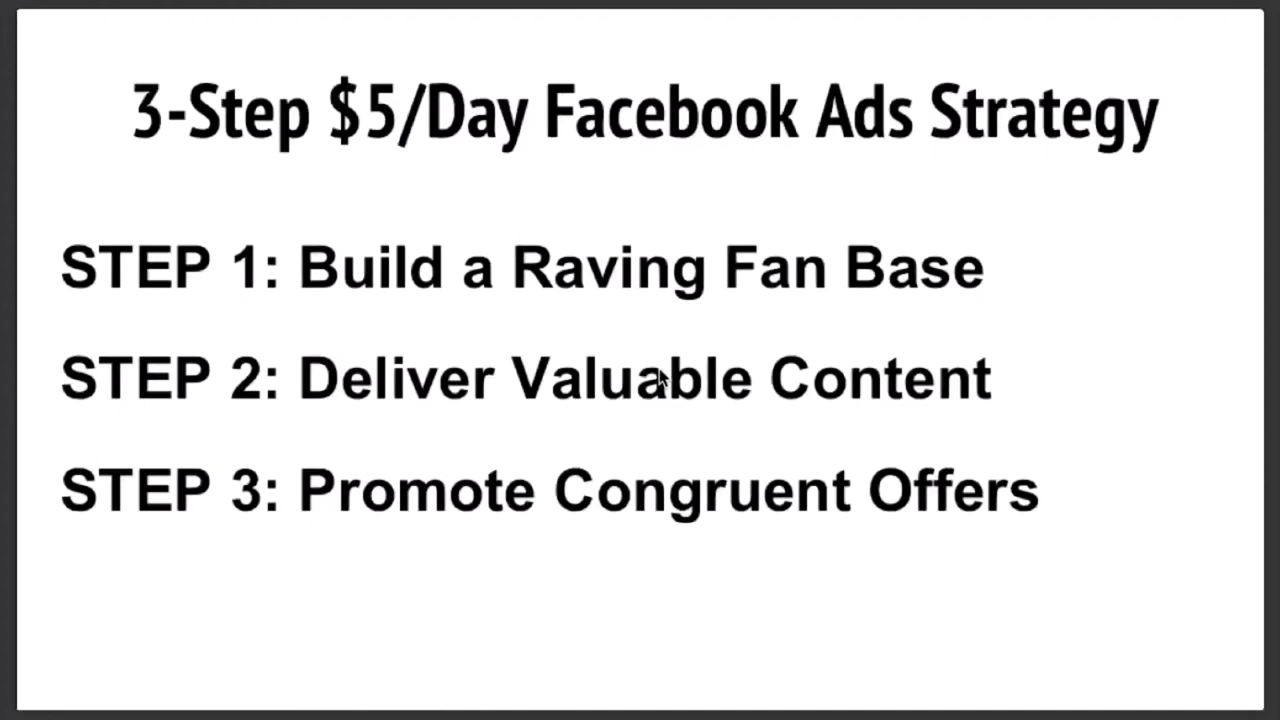 3-Step $5/Day Facebook Ads Strategy
STEP 1: Build a Raving Fan Base
STEP 2: Deliver Valuable Content
STEP 3: Promote Congruent Offers